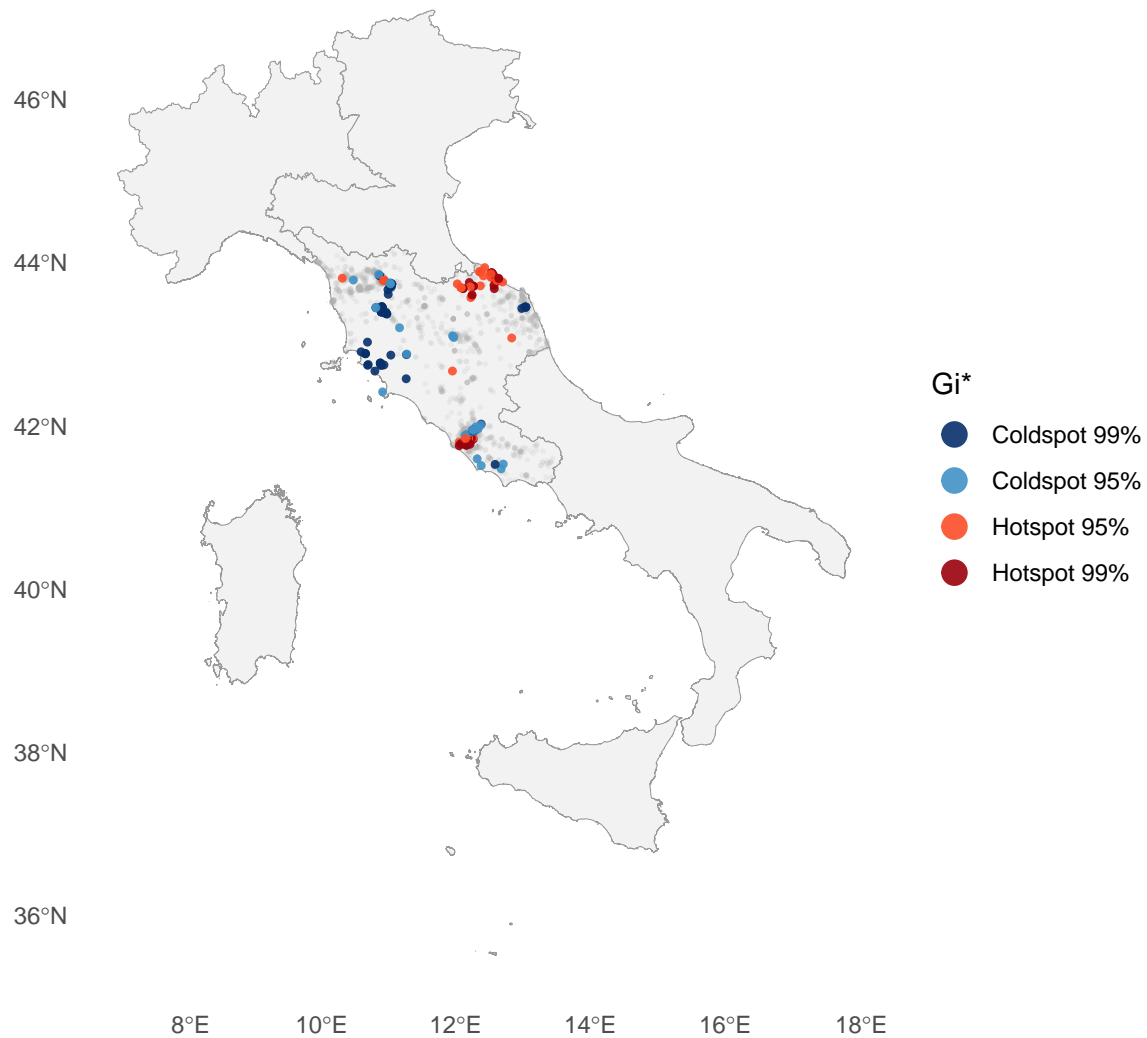 46°N
44°N
42°N
40°N
38°N
36°N
8°E 10°E 12°E 14°E 16°E 18°E
Gi*
Coldspot 99%
Coldspot 95%
Hotspot 95%
Hotspot 99%